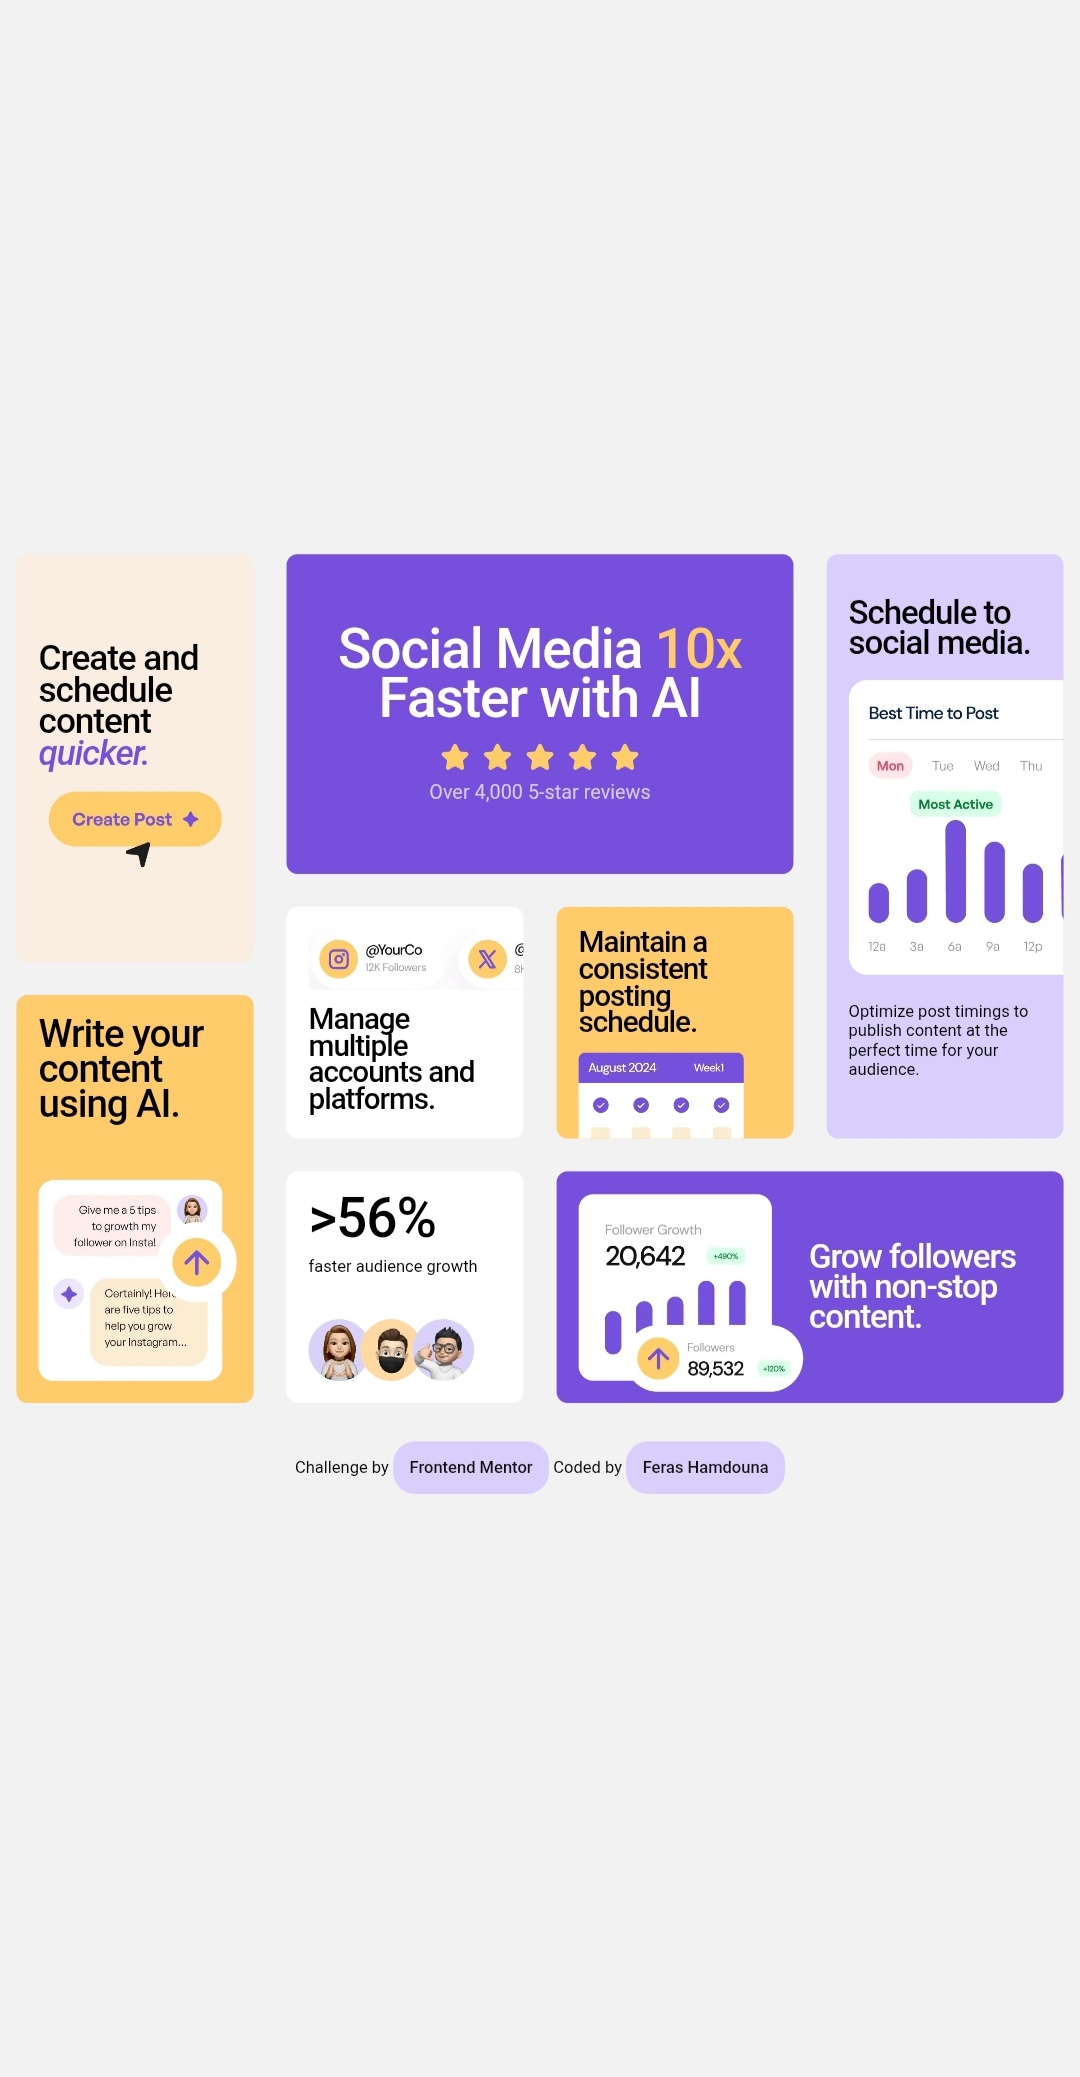 Create and
schedule
content
quicker.
Create Post
Social Media 10x
Faster with AI
Over 4,000 5-star reviews
Schedule to
social media.
Best Time to Post
Mon Tue Wed Thu
Most Active
12a 3a 6a 9a 12p
Optimize post timings to
publish content at the
perfect time for your
audience.
@YourCo
12K Followers
@
8K
Manage
multiple
accounts and
platforms.
Maintain a
consistent
posting
schedule.
August 2024 Week1
Write your
content
using AI.
Give me a 5 tips
to growth my
follower on Insta!
Certainly! Here
are five tips to
help you grow
your Instagram...
>56%
faster audience growth
Follower Growth
20,642 +490%
Followers
89,532 +120%
Grow followers
with non-stop
content.
Challenge by Frontend Mentor Coded by Feras Hamdouna